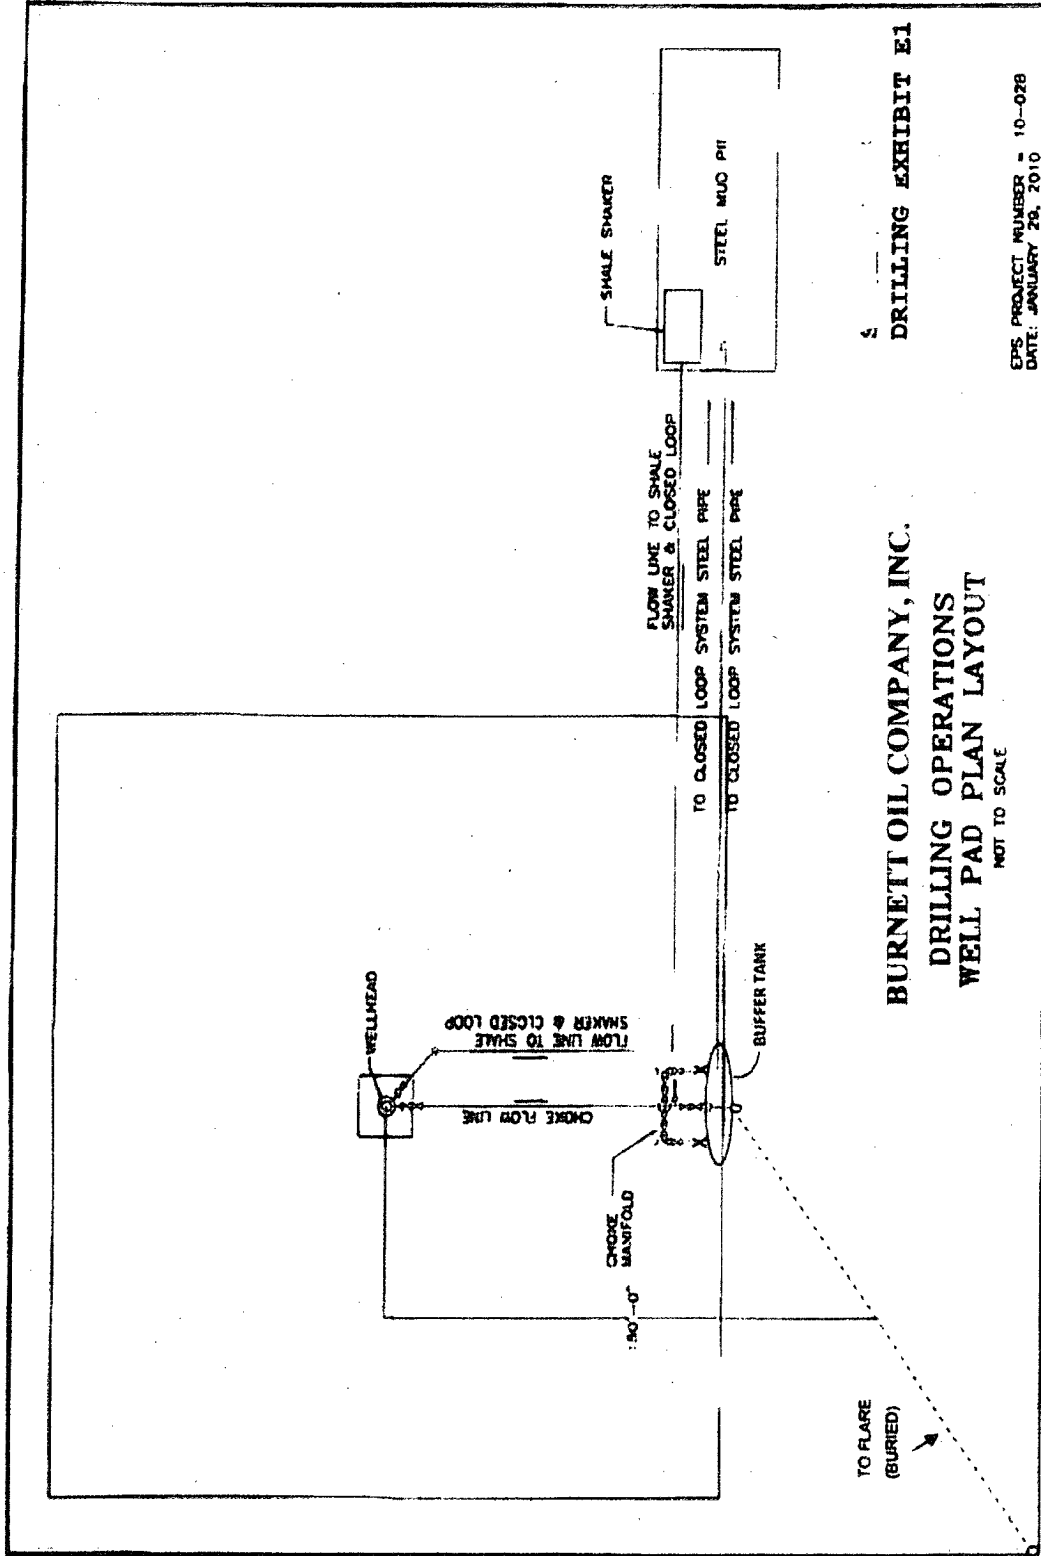 WELLHEAD
FLOW LINE TO SHALE
SHAKER & CLOSED LOOP
CHOKE FLOW LINE
CHOKE
MANIFOLD
BUFFER TANK
TO FLARE
(BURIED)
FLOW LINE TO SHALE
SHAKER & CLOSED LOOP
TO CLOSED LOOP SYSTEM STEEL PIPE
TO CLOSED LOOP SYSTEM STEEL PIPE
SHALE SHAKER
STEEL MUD PIT
BURNETT OIL COMPANY, INC.
DRILLING OPERATIONS
WELL PAD PLAN LAYOUT
NOT TO SCALE
DRILLING EXHIBIT E1
EPS PROJECT NUMBER = 10-028
DATE: JANUARY 29, 2010